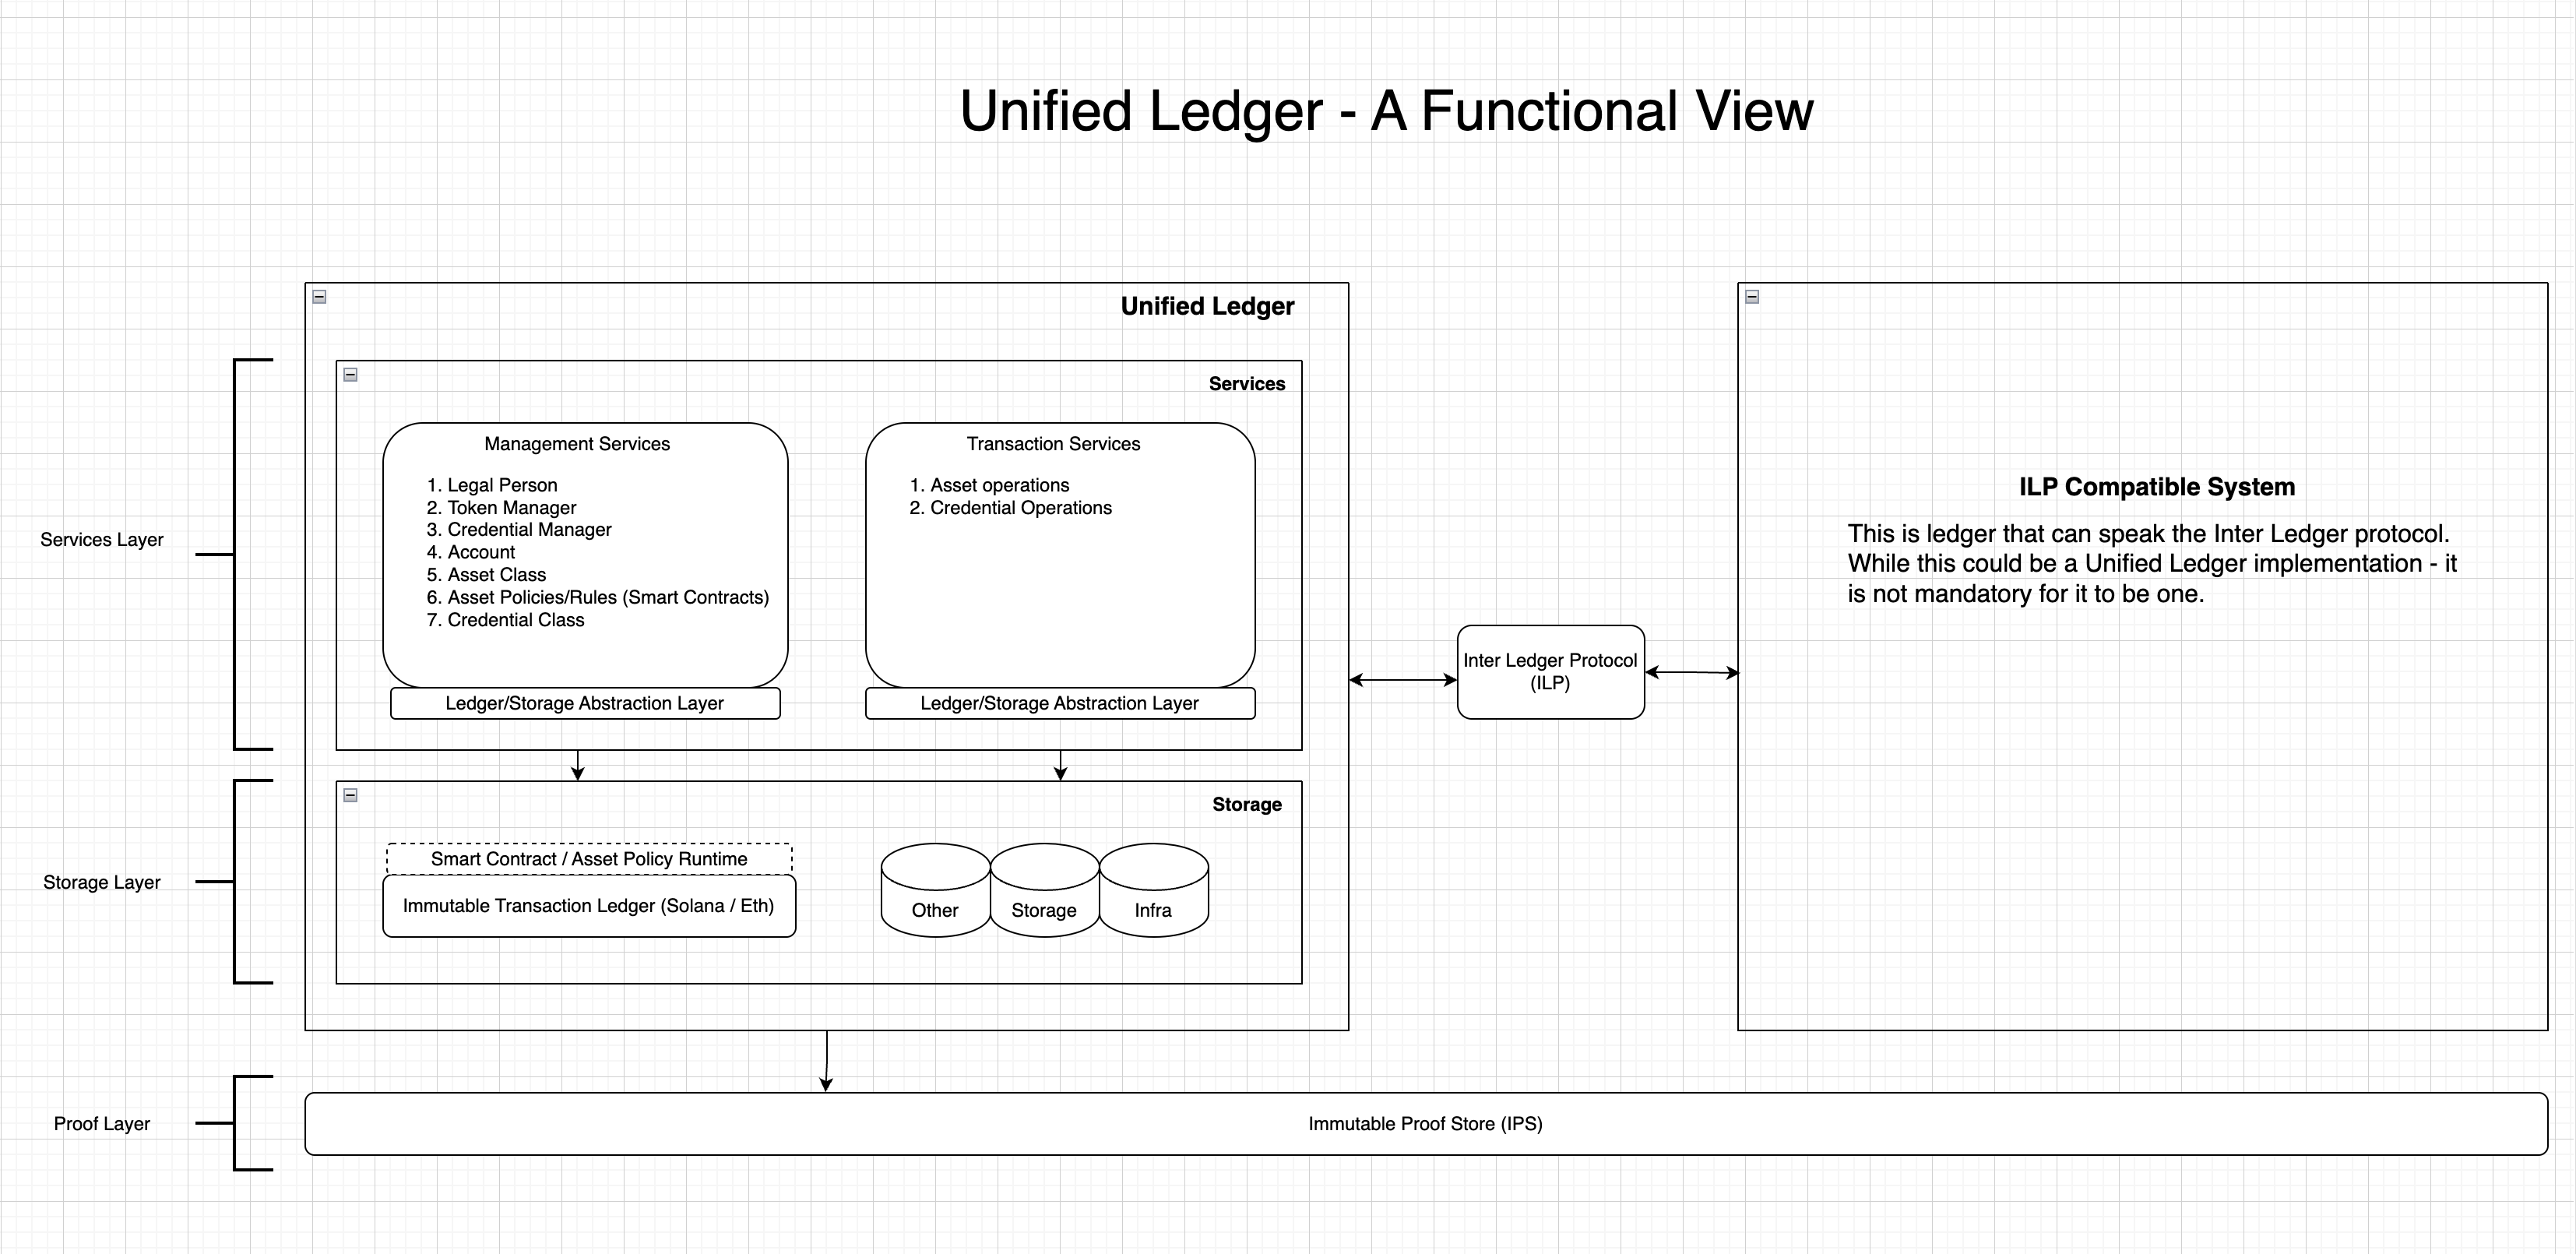 Unified Ledger - A Functional View
Unified Ledger
Services
Management Services
1. Legal Person
2. Token Manager
3. Credential Manager
4. Account
5. Asset Class
6. Asset Policies/Rules (Smart Contracts)
7. Credential Class
Ledger/Storage Abstraction Layer
Transaction Services
1. Asset operations
2. Credential Operations
Ledger/Storage Abstraction Layer
Services Layer
Storage
Smart Contract / Asset Policy Runtime
Immutable Transaction Ledger (Solana / Eth)
Other
Storage
Infra
Storage Layer
Inter Ledger Protocol
(ILP)
ILP Compatible System
This is ledger that can speak the Inter Ledger protocol.
While this could be a Unified Ledger implementation - it
is not mandatory for it to be one.
Proof Layer
Immutable Proof Store (IPS)